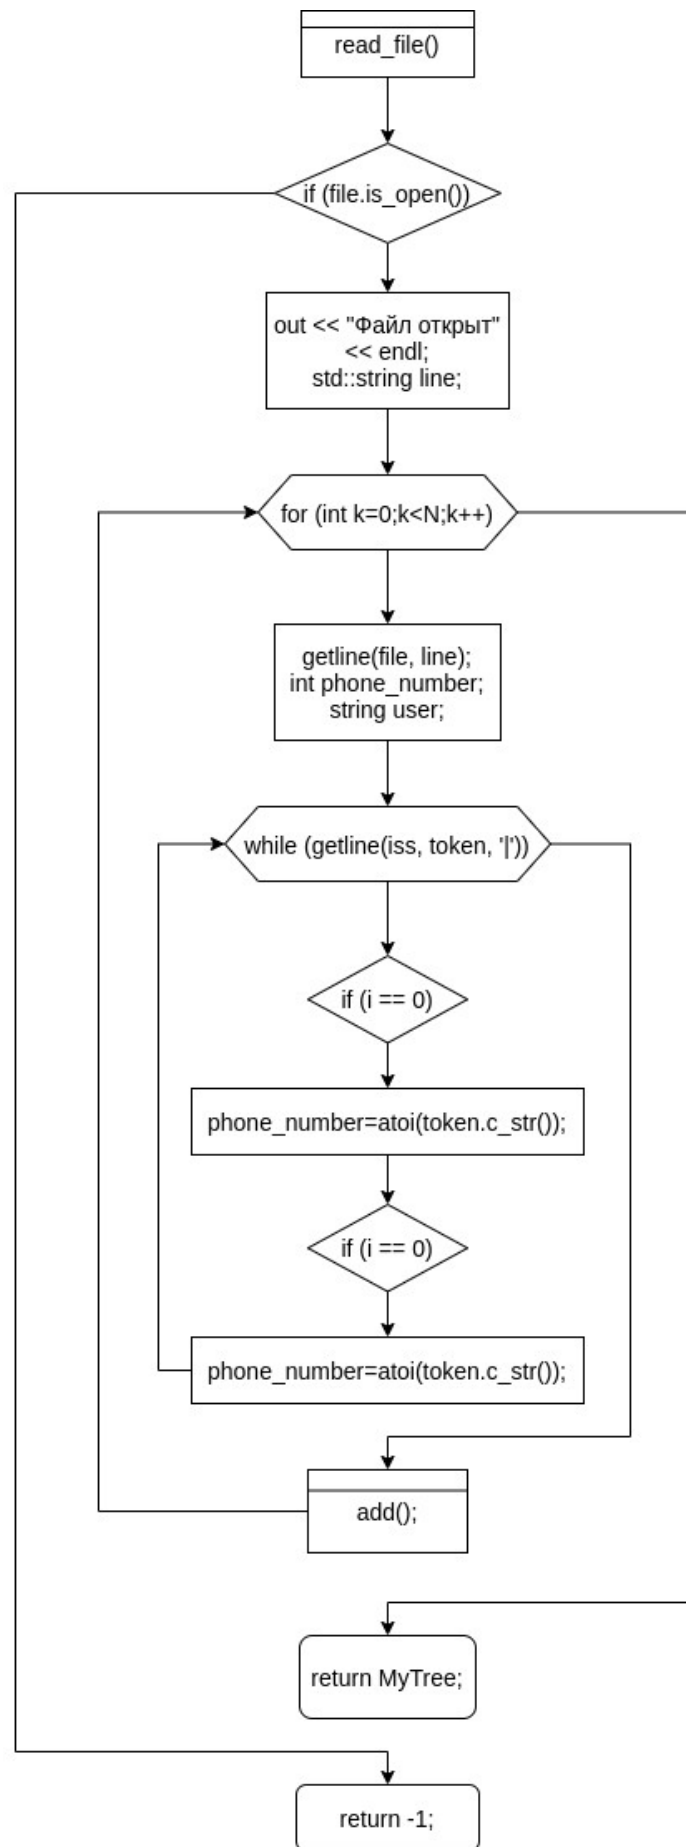 read_file()
if (file.is_open())
out << "Файл открыт"
<< endl;
std::string line;
for (int k=0;k<N;k++)
getline(file, line);
int phone_number;
string user;
while (getline(iss, token, '|'))
if (i == 0)
phone_number=atoi(token.c_str());
if (i == 0)
phone_number=atoi(token.c_str());
add();
return MyTree;
return -1;